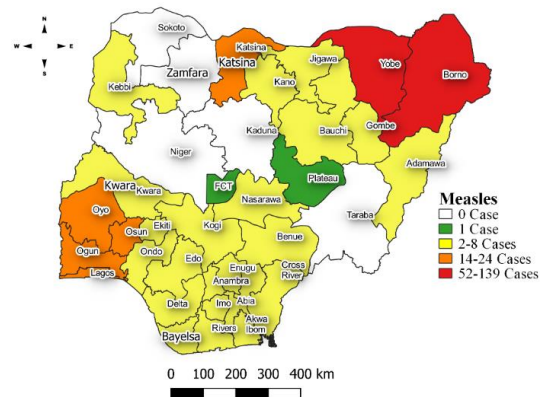 N
W E
S
Sokoto
Katsina
Zamfara
Katsina
Jigawa
Yobe
Borno
Kebbi
Kano
Kaduna
Bauchi
Gombe
Niger
Adamawa
FCT
Plateau
Kwara
Kwara
Nasarawa
Taraba
Oyo
Osun
Ekiti
Kogi
Benue
Ogun
Ondo
Edo
Enugu
Cross
River
Lagos
Anambra
Delta
Imo
Abia
Bayelsa
Rivers
Akwa
Ibom
Measles
0 Case
1 Case
2-8 Cases
14-24 Cases
52-139 Cases
0 100 200 300 400 km